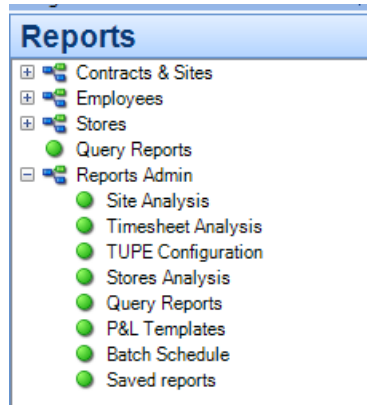 Reports
Contracts & Sites
Employees
Stores
Query Reports
Reports Admin
Site Analysis
Timesheet Analysis
TUPE Configuration
Stores Analysis
Query Reports
P&L Templates
Batch Schedule
Saved reports